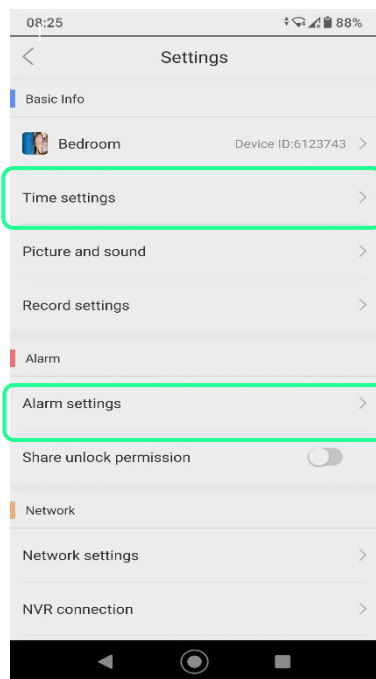 08:25 88%
Settings
Basic Info
Bedroom Device ID:6123743
Time settings
Picture and sound
Record settings
Alarm
Alarm settings
Share unlock permission
Network
Network settings
NVR connection